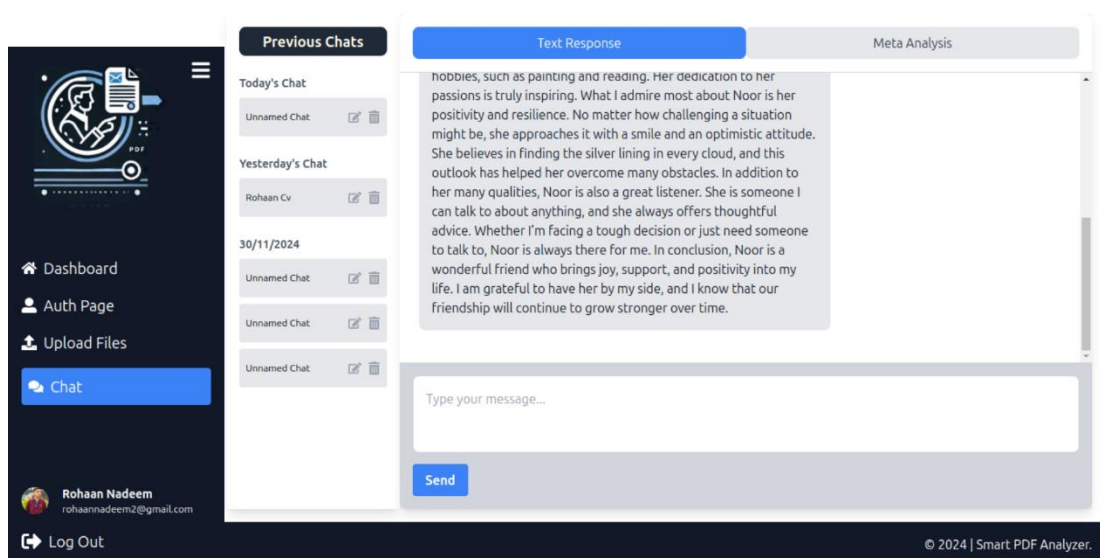 PDF
Dashboard
Auth Page
Upload Files
Chat
Rohaan Nadeem
rohaannadeem2@gmail.com
Log Out
Previous Chats
Today's Chat
Unnamed Chat
Yesterday's Chat
Rohaan Cv
30/11/2024
Unnamed Chat
Unnamed Chat
Unnamed Chat
Text Response
Meta Analysis
hobbies, such as painting and reading. Her dedication to her
passions is truly inspiring. What I admire most about Noor is her
positivity and resilience. No matter how challenging a situation
might be, she approaches it with a smile and an optimistic attitude.
She believes in finding the silver lining in every cloud, and this
outlook has helped her overcome many obstacles. In addition to
her many qualities, Noor is also a great listener. She is someone I
can talk to about anything, and she always offers thoughtful
advice. Whether I'm facing a tough decision or just need someone
to talk to, Noor is always there for me. In conclusion, Noor is a
wonderful friend who brings joy, support, and positivity into my
life. I am grateful to have her by my side, and I know that our
friendship will continue to grow stronger over time.
Type your message...
Send
© 2024 | Smart PDF Analyzer.